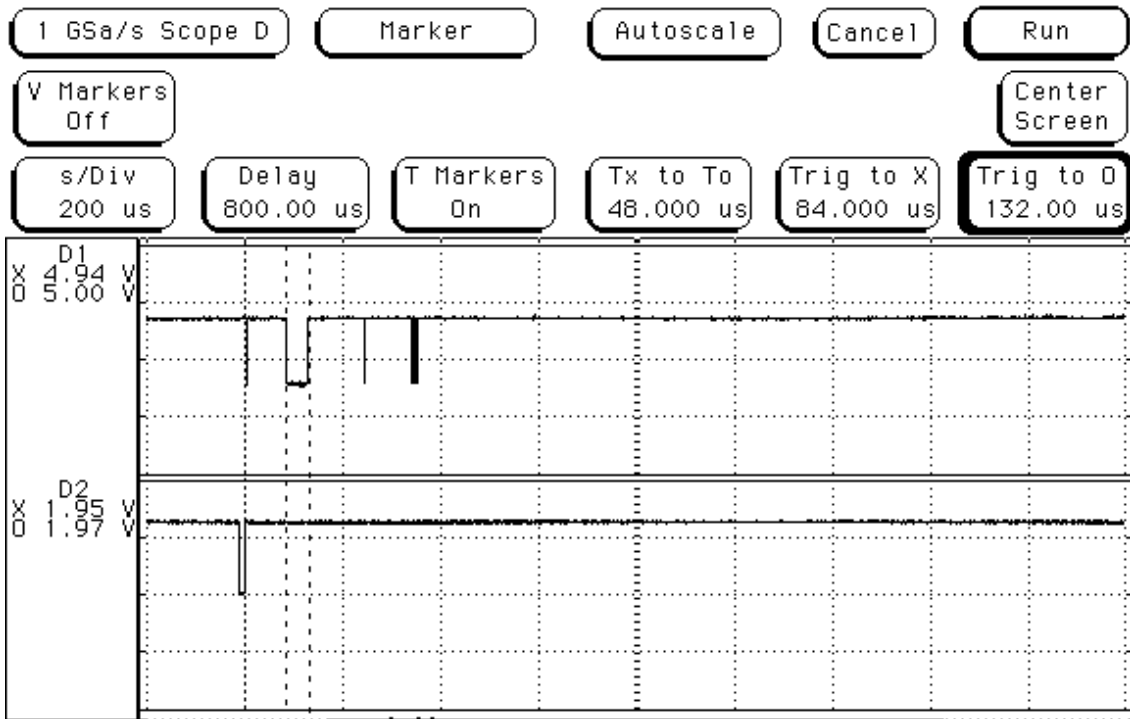 1 GSa/s Scope D
Marker
Autoscale
Cancel
Run
V Markers
Off
Center
Screen
s/Div
200 us
Delay
800.00 us
T Markers
On
Tx to To
48.000 us
Trig to X
84.000 us
Trig to O
132.00 us
D1
X 4.94 V
O 5.00 V
D2
X 1.95 V
O 1.97 V